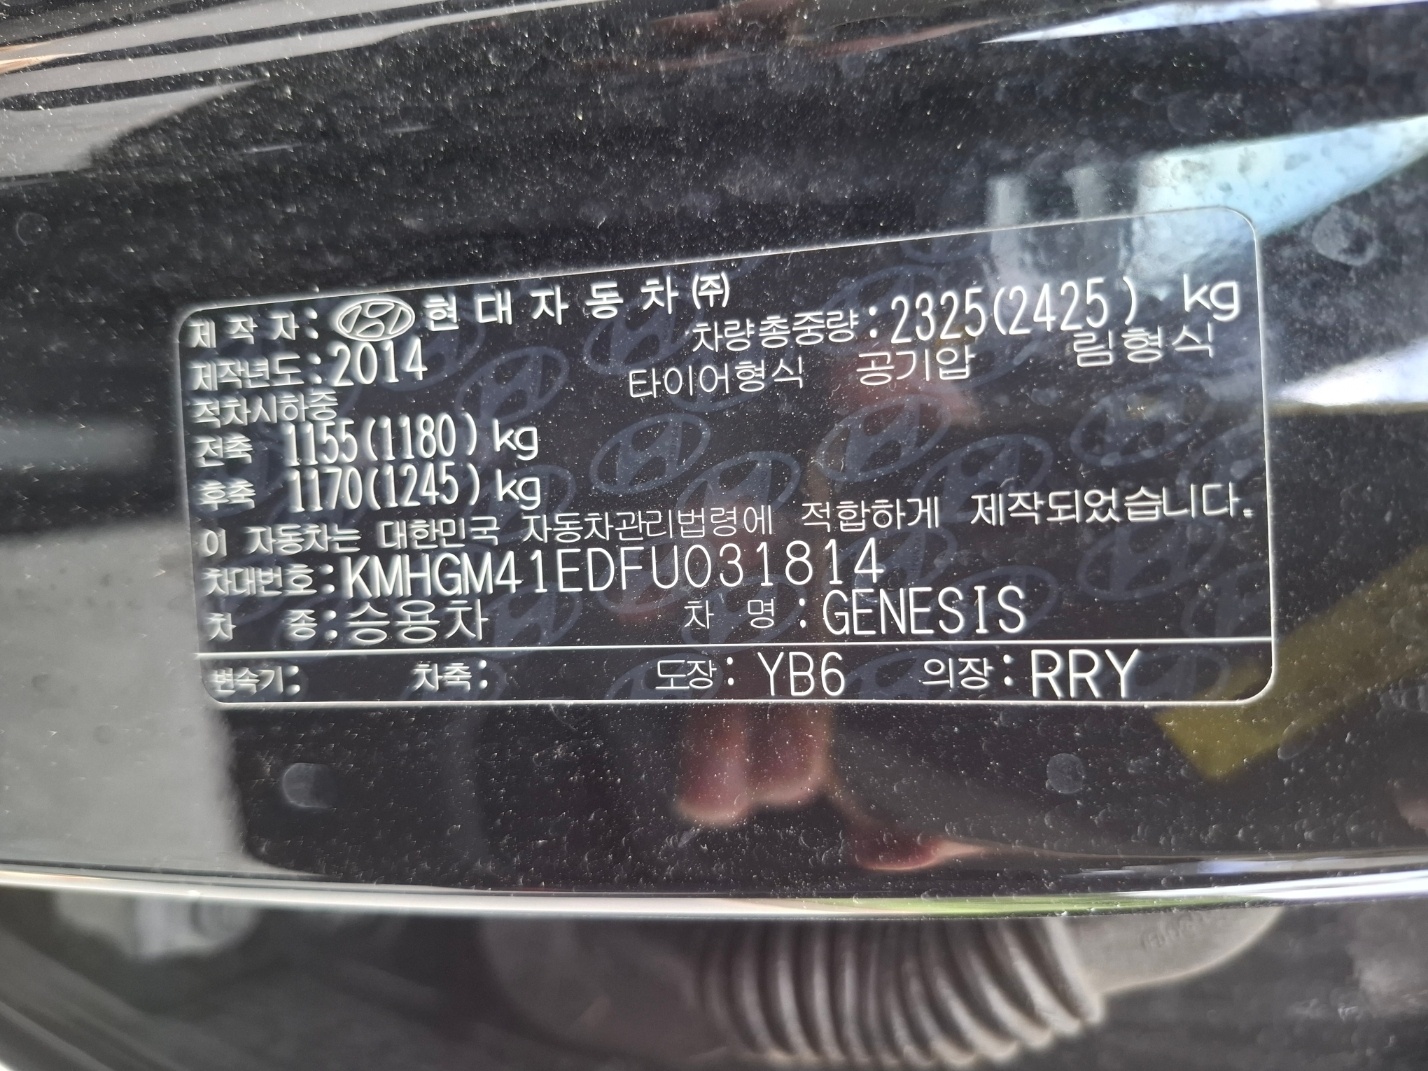 제작자: 현대자동차(주)
제작년도: 2014 차량총중량: 2325(2425) kg
적차시하중 타이어형식 공기압 림형식
전축 1155(1180) kg
후축 1170(1245) kg
이 자동차는 대한민국 자동차관리법령에 적합하게 제작되었습니다.
차대번호: KMHGM41EDFU031814
차 종: 승용차 차 명: GENESIS
변속기: 차축: 도장: YB6 의장: RRY